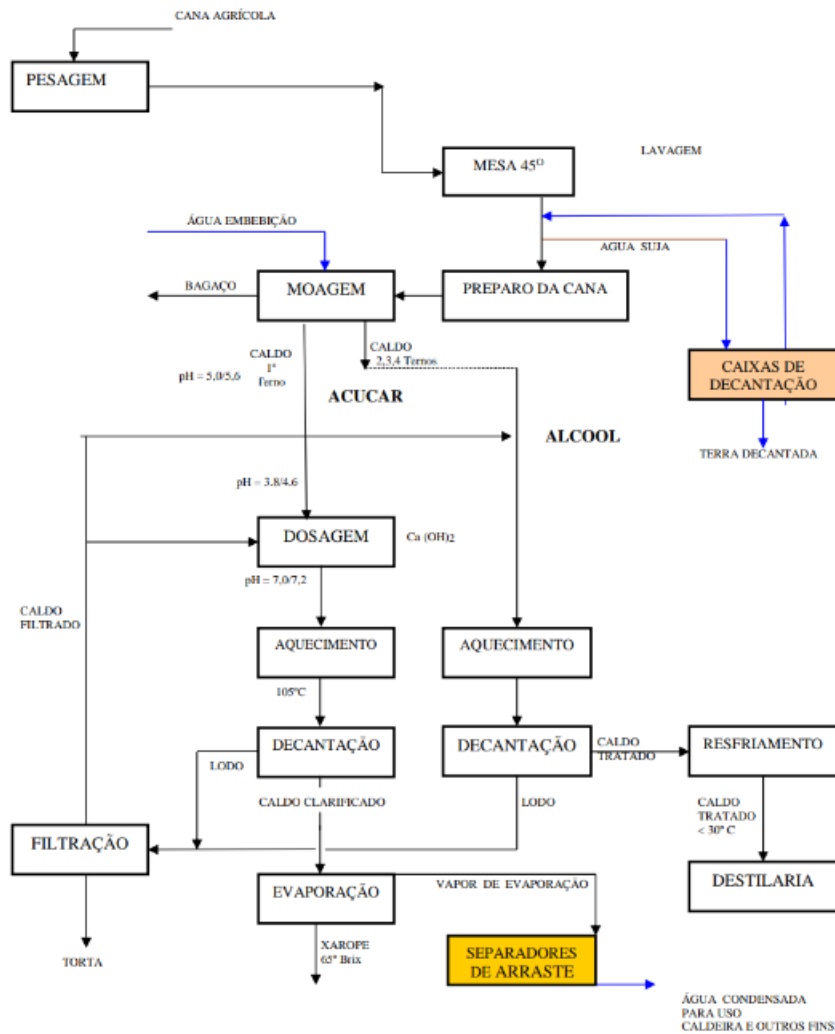 CANA AGRÍCOLA
PESAGEM
MESA 45º
LAVAGEM
ÁGUA EMBEBIÇÃO
AGUA SUJA
BAGAÇO
MOAGEM
PREPARO DA CANA
CALDO
1º
Terno
pH = 5,0/5,6
CALDO
2,3,4 Ternos
CAIXAS DE
DECANTAÇÃO
ACUCAR
ALCOOL
TERRA DECANTADA
pH = 3.8/4.6
DOSAGEM
Ca (OH)2
pH = 7,0/7,2
CALDO
FILTRADO
AQUECIMENTO
AQUECIMENTO
105ºC
DECANTAÇÃO
DECANTAÇÃO
CALDO
TRATADO
RESFRIAMENTO
LODO
CALDO CLARIFICADO
LODO
CALDO
TRATADO
< 30º C
FILTRAÇÃO
EVAPORAÇÃO
VAPOR DE EVAPORAÇÃO
DESTILARIA
TORTA
XAROPE
65º Brix
SEPARADORES
DE ARRASTE
ÁGUA CONDENSADA
PARA USO
CALDEIRA E OUTROS FINS